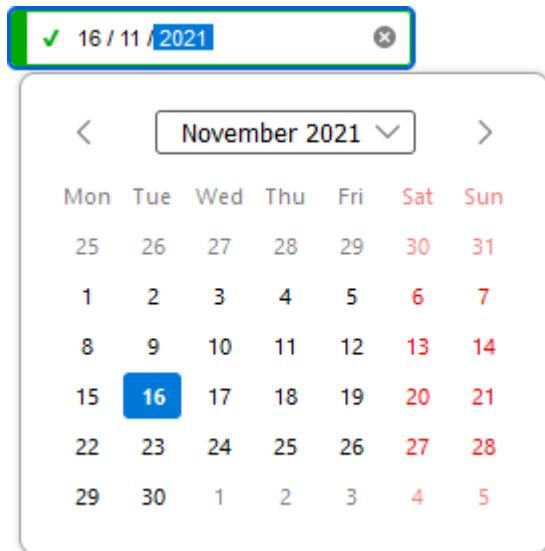 16 / 11 / 2021
November 2021
Mon Tue Wed Thu Fri Sat Sun
25 26 27 28 29 30 31
1 2 3 4 5 6 7
8 9 10 11 12 13 14
15 16 17 18 19 20 21
22 23 24 25 26 27 28
29 30 1 2 3 4 5